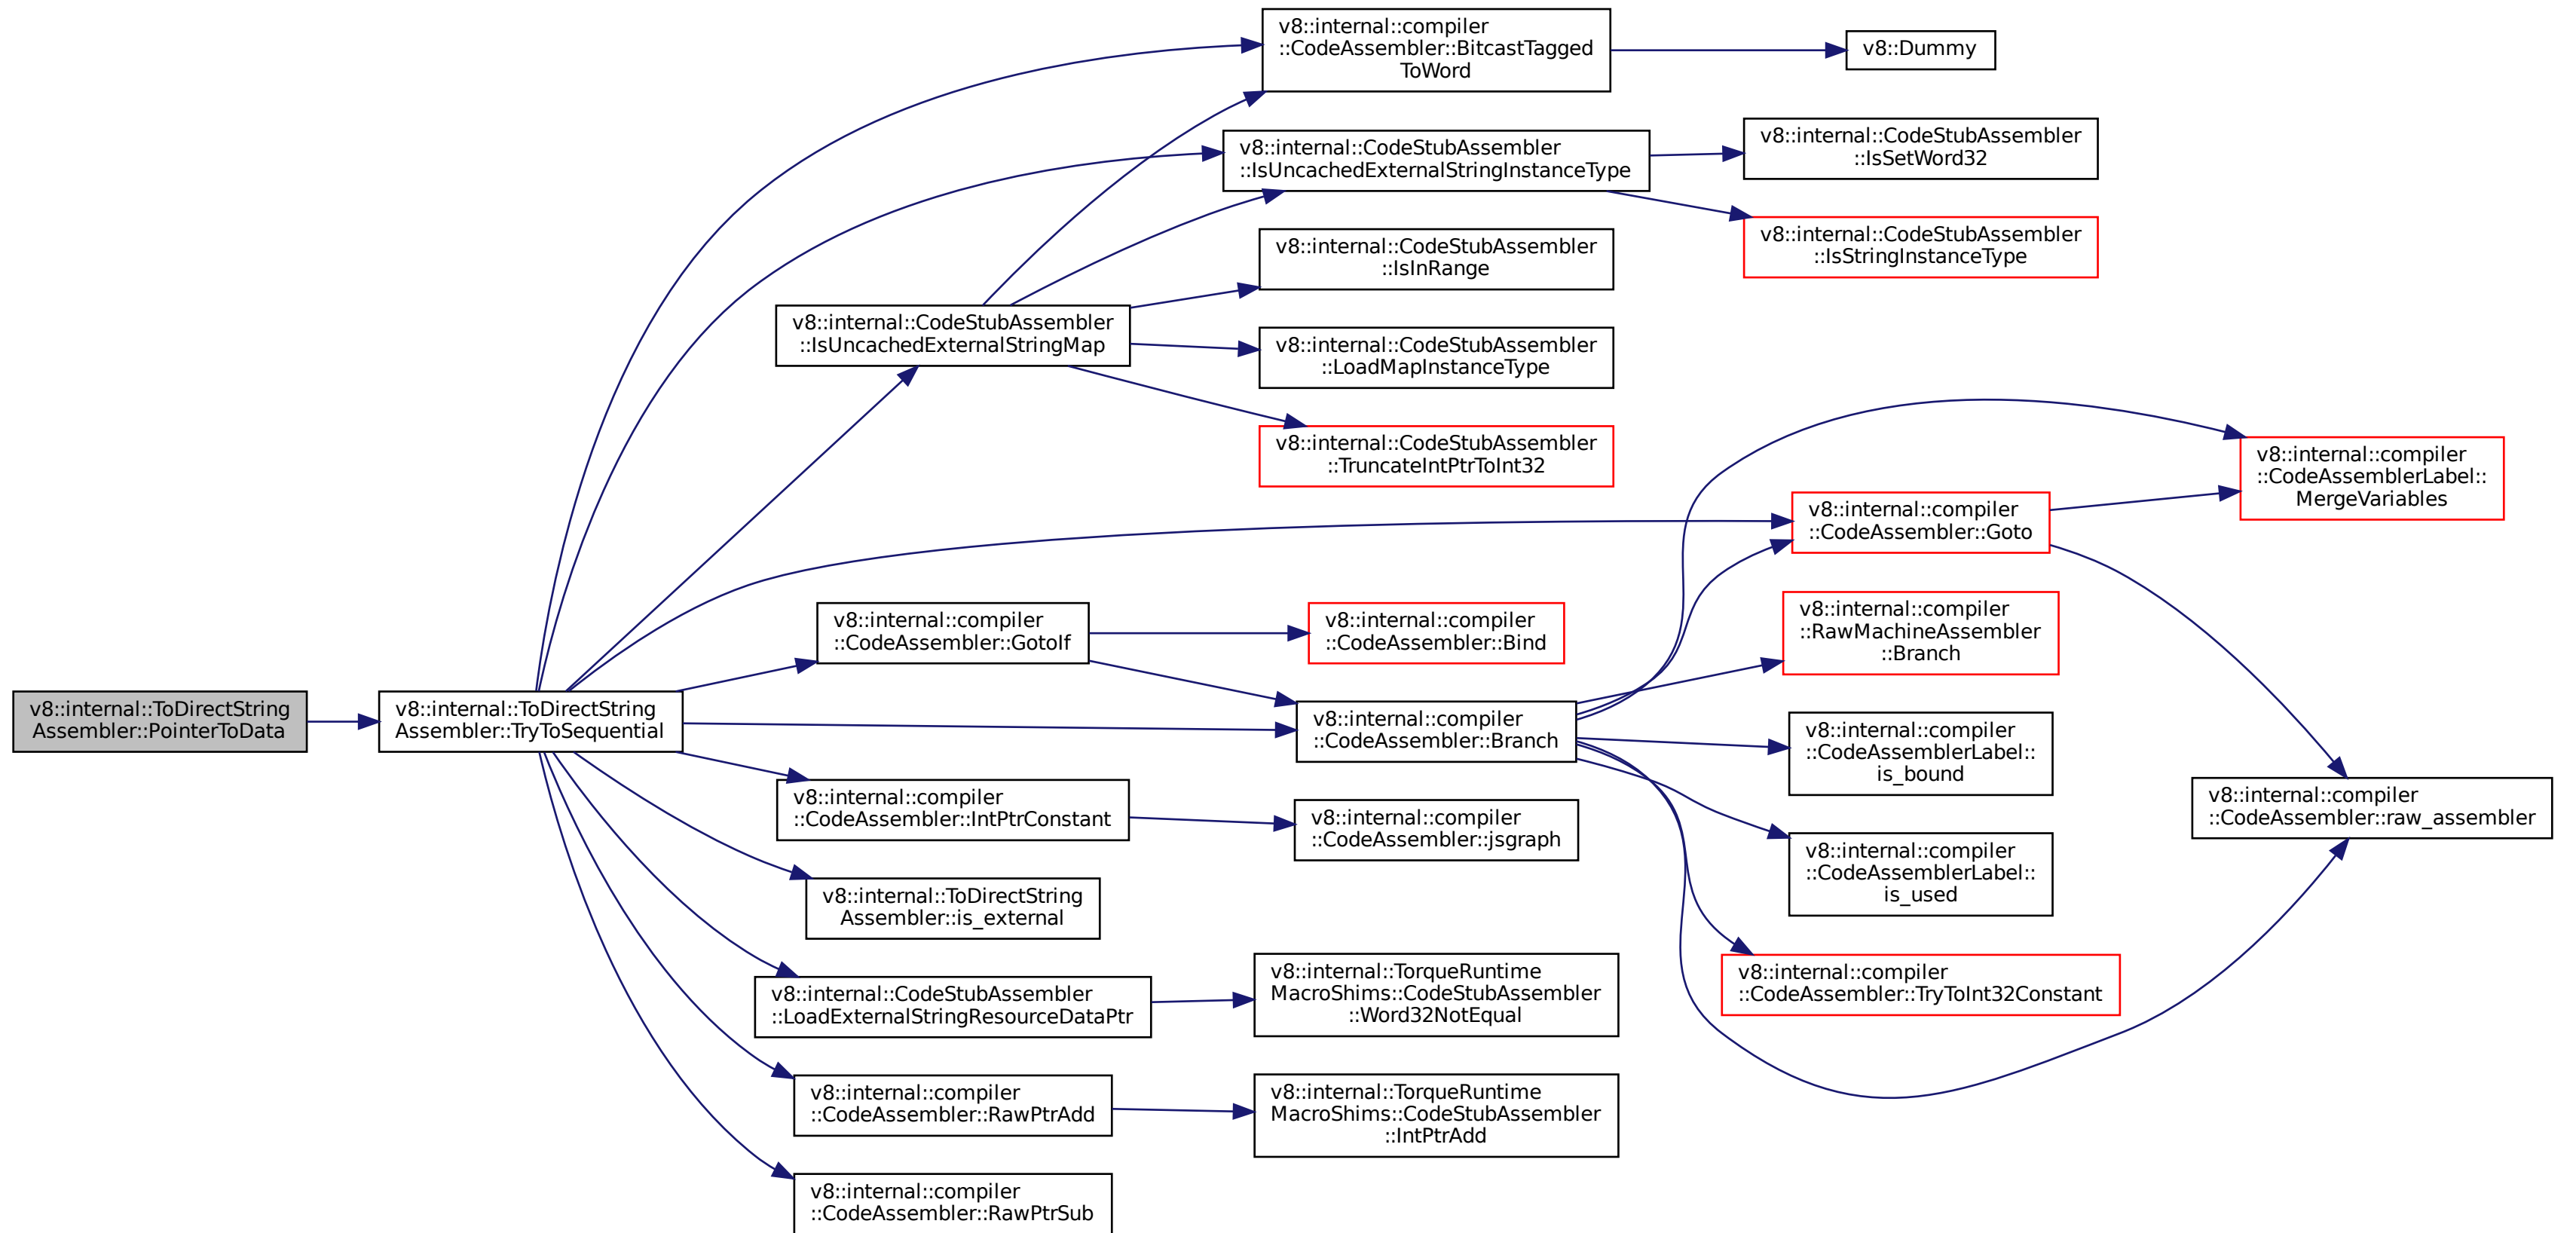 v8::internal::ToDirectString
Assembler::PointerToData
v8::internal::ToDirectString
Assembler::TryToSequential
v8::internal::compiler
::CodeAssembler::BitcastTagged
ToWord
v8::Dummy
v8::internal::CodeStubAssembler
::IsUncachedExternalStringInstanceType
v8::internal::CodeStubAssembler
::IsSetWord32
v8::internal::CodeStubAssembler
::IsStringInstanceType
v8::internal::CodeStubAssembler
::IsUncachedExternalStringMap
v8::internal::CodeStubAssembler
::IsInRange
v8::internal::CodeStubAssembler
::LoadMapInstanceType
v8::internal::CodeStubAssembler
::TruncateIntPtrToInt32
v8::internal::compiler
::CodeAssembler::Goto
v8::internal::compiler
::CodeAssemblerLabel::
MergeVariables
v8::internal::compiler
::CodeAssembler::raw_assembler
v8::internal::compiler
::CodeAssembler::GotoIf
v8::internal::compiler
::CodeAssembler::Bind
v8::internal::compiler
::CodeAssembler::Branch
v8::internal::compiler
::RawMachineAssembler
::Branch
v8::internal::compiler
::CodeAssemblerLabel::
is_bound
v8::internal::compiler
::CodeAssemblerLabel::
is_used
v8::internal::compiler
::CodeAssembler::TryToInt32Constant
v8::internal::compiler
::CodeAssembler::IntPtrConstant
v8::internal::compiler
::CodeAssembler::jsgraph
v8::internal::ToDirectString
Assembler::is_external
v8::internal::CodeStubAssembler
::LoadExternalStringResourceDataPtr
v8::internal::TorqueRuntime
MacroShims::CodeStubAssembler
::Word32NotEqual
v8::internal::compiler
::CodeAssembler::RawPtrAdd
v8::internal::TorqueRuntime
MacroShims::CodeStubAssembler
::IntPtrAdd
v8::internal::compiler
::CodeAssembler::RawPtrSub